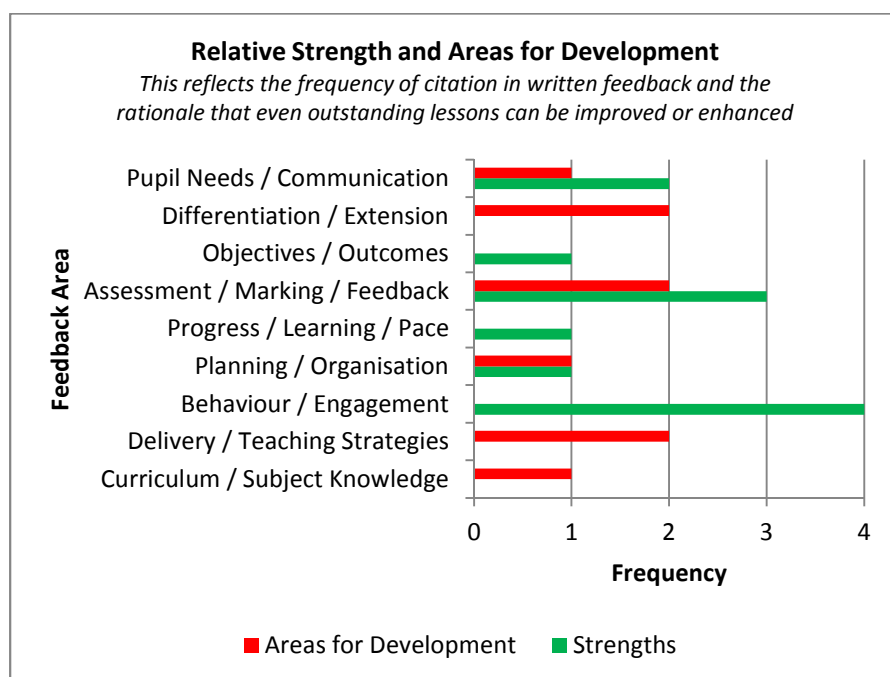 Relative Strength and Areas for Development
This reflects the frequency of citation in written feedback and the
rationale that even outstanding lessons can be improved or enhanced
Feedback Area
Pupil Needs / Communication
Differentiation / Extension
Objectives / Outcomes
Assessment / Marking / Feedback
Progress / Learning / Pace
Planning / Organisation
Behaviour / Engagement
Delivery / Teaching Strategies
Curriculum / Subject Knowledge
0 1 2 3 4
Frequency
Areas for Development Strengths